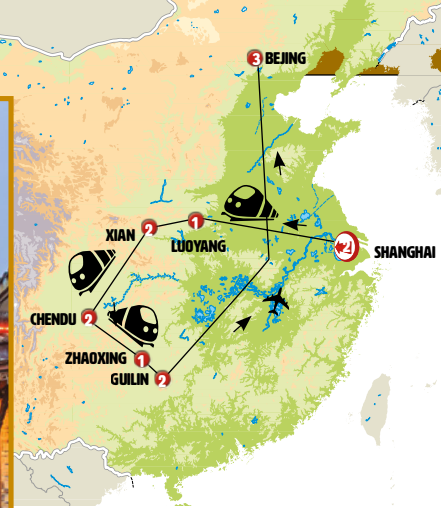 3 BEJING
XIAN 2
1
LUOYANG
2 SHANGHAI
CHENDU 2
ZHAOXING 1
GUILIN 2